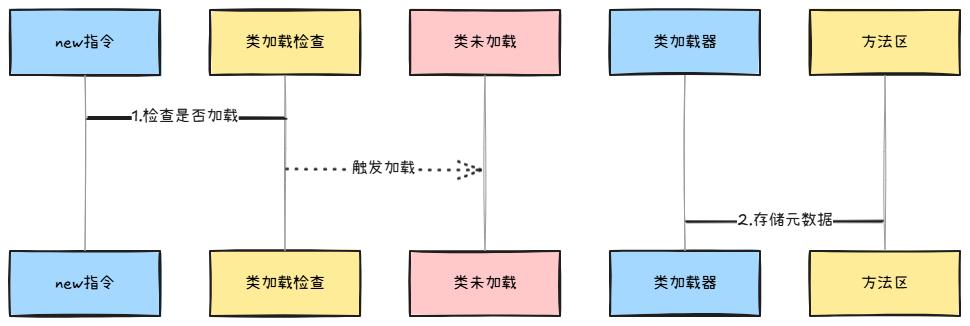 new指令
类加载检查
类未加载
类加载器
方法区
1.检查是否加载
触发加载
2.存储元数据
new指令
类加载检查
类未加载
类加载器
方法区